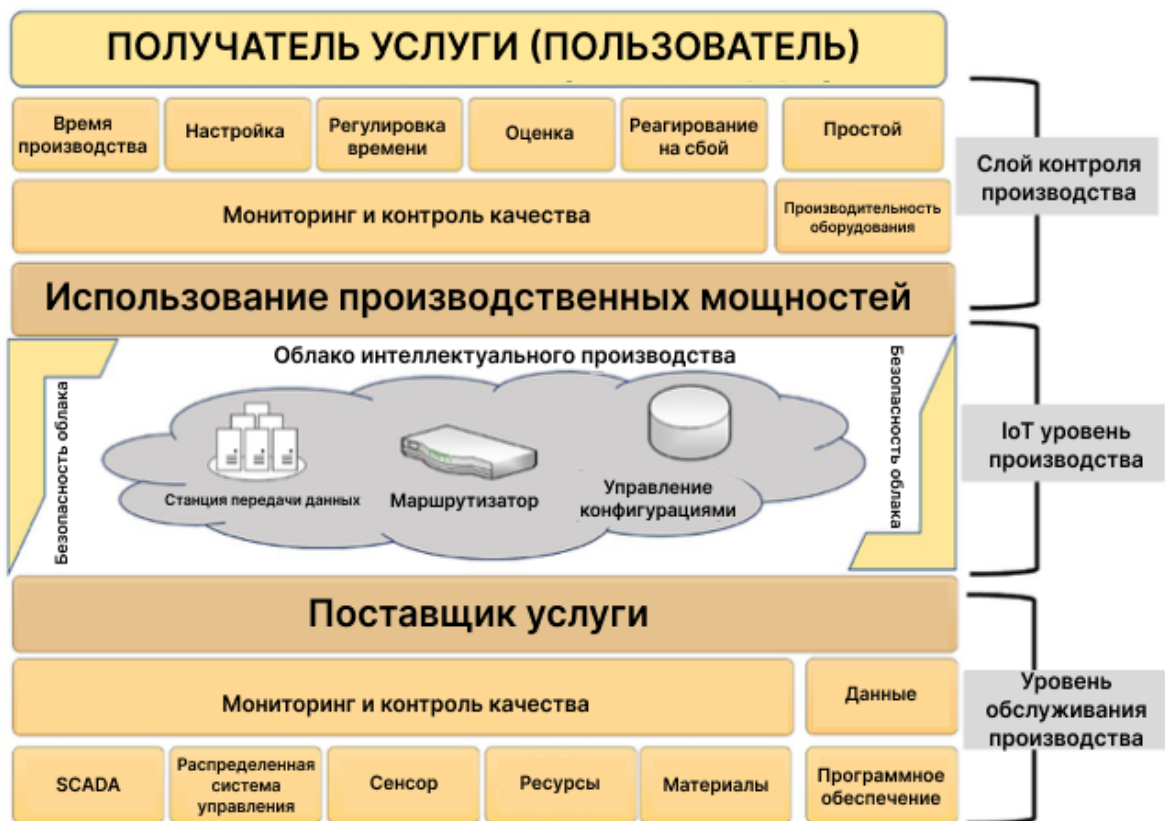 ПОЛУЧАТЕЛЬ УСЛУГИ (ПОЛЬЗОВАТЕЛЬ)
Время
производства
Настройка
Регулировка
времени
Оценка
Реагирование
на сбой
Простой
Слой контроля
производства
Мониторинг и контроль качества
Производительность
оборудования
Использование производственных мощностей
Облако интеллектуального производства
Безопасность облака
Станция передачи данных
Маршрутизатор
Управление
конфигурациями
Безопасность облака
IoT уровень
производства
Поставщик услуги
Мониторинг и контроль качества
Данные
Уровень
обслуживания
производства
SCADA
Распределенная
система
управления
Сенсор
Ресурсы
Материалы
Программное
обеспечение